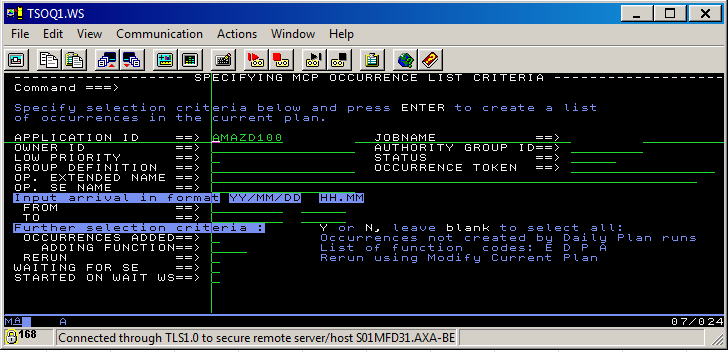 TSOQ1.WS
File Edit View Communication Actions Window Help
SPECIFYING MCP OCCURRENCE LIST CRITERIA
Command ===>
Specify selection criteria below and press ENTER to create a list
of occurrences in the current plan.
APPLICATION ID ==> AMAZD100 JOBNAME ==>
OWNER ID ==> AUTHORITY GROUP ID==>
LOW PRIORITY ==> STATUS ==>
GROUP DEFINITION ==> OCCURRENCE TOKEN ==>
OP. EXTENDED NAME ==>
OP. SE NAME ==>
Input arrival in format YY/MM/DD HH.MM
FROM ==>
TO ==>
Further selection criteria : Y or N, leave blank to select all:
OCCURRENCES ADDED==> Occurrences not created by Daily Plan runs
ADDING FUNCTION==> List of function codes: E D P A
RERUN ==> Rerun using Modify Current Plan
WAITING FOR SE ==>
STARTED ON WAIT WS==>
MA A 07/024
168 Connected through TLS1.0 to secure remote server/host S01MFD31.AXA-BE